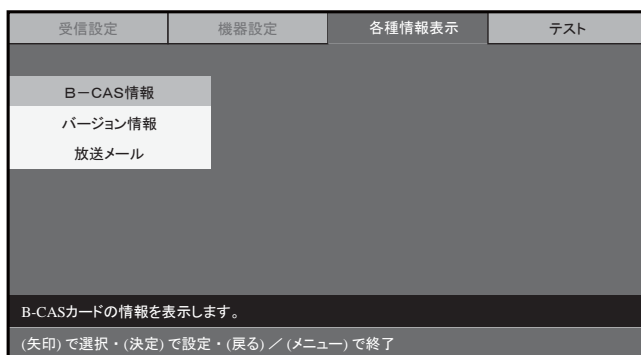 受信設定 機器設定 各種情報表示 テスト
B－CAS情報
バージョン情報
放送メール
B-CASカードの情報を表示します。
(矢印) で選択・(決定) で設定・(戻る) ／ (メニュー) で終了